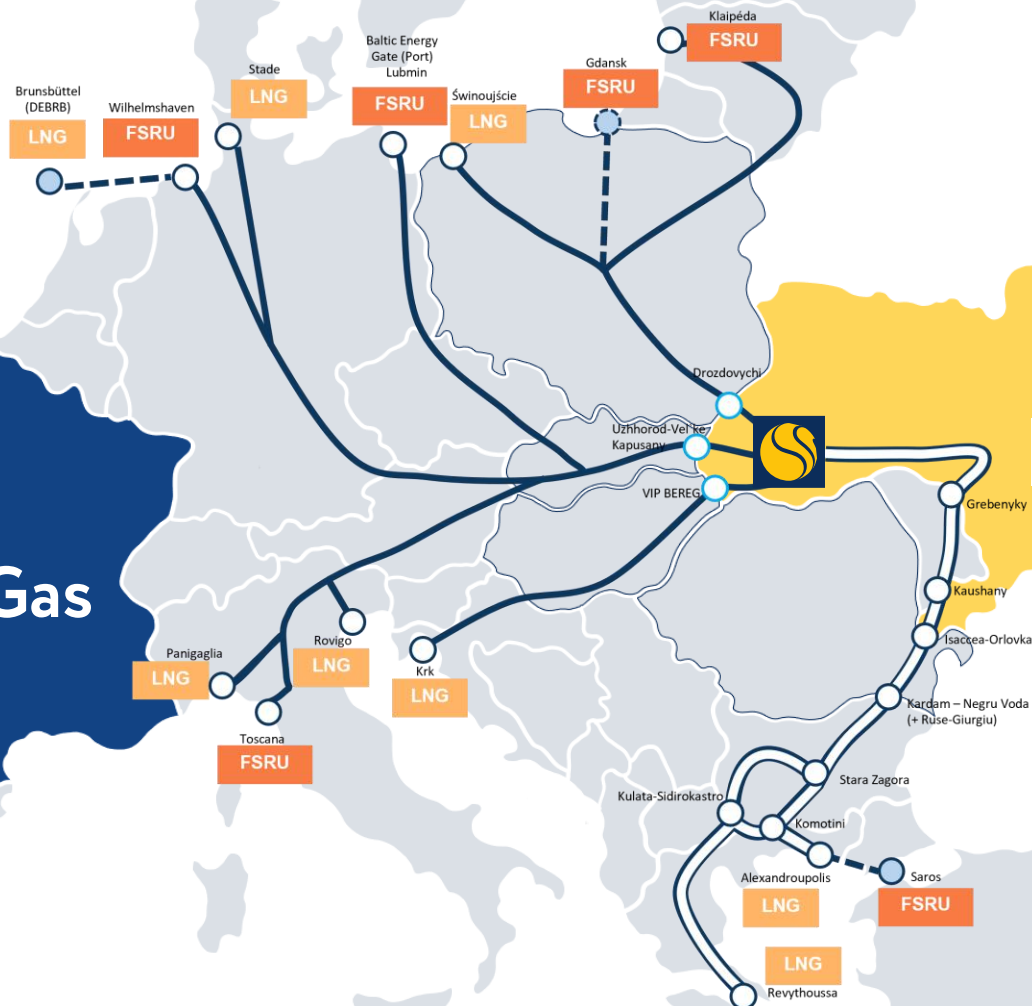 Klaipéda
FSRU
Baltic Energy
Gate (Port)
Lubmin
FSRU
Gdansk
FSRU
Stade
LNG
Świnoujście
LNG
Brunsbüttel
(DEBRB)
LNG
Wilhelmshaven
FSRU
Drozdovychi
Uzhhorod-Vel'ke
Kapusany
VIP BEREG
Grebenyky
Gas
Kaushany
Isaccea-Orlovka
Rovigo
LNG
Panigaglia
LNG
Krk
LNG
Kardam – Negru Voda
(+ Ruse-Giurgiu)
Toscana
FSRU
Stara Zagora
Kulata-Sidirokastro
Komotini
Alexandroupolis
LNG
Saros
FSRU
LNG
Revythoussa